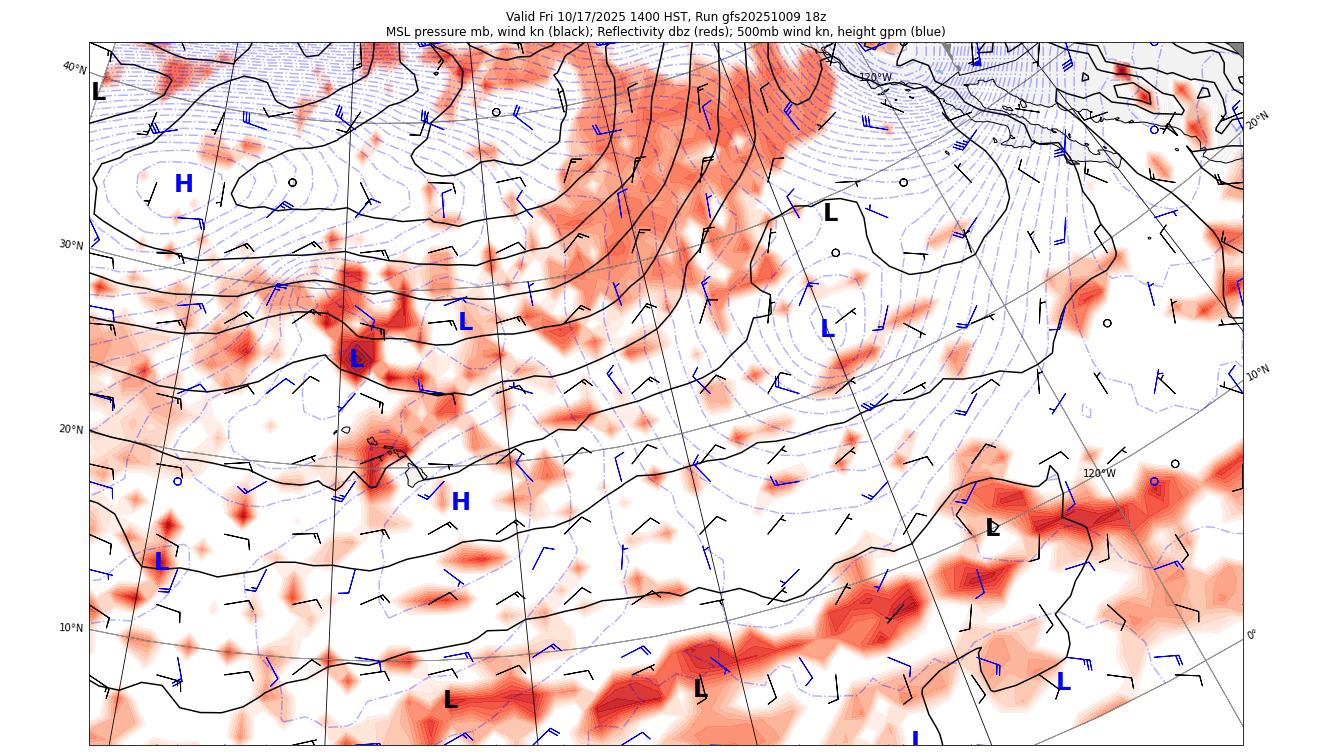 Valid Fri 10/17/2025 1400 HST, Run gfs20251009 18z
MSL pressure mb, wind kn (black); Reflectivity dbz (reds); 500mb wind kn, height gpm (blue)
40°N
120°W
L
20°N
H
L
30°N
L
L
L
10°N
20°N
120°W
H
L
L
10°N
0°
L
L
L
L